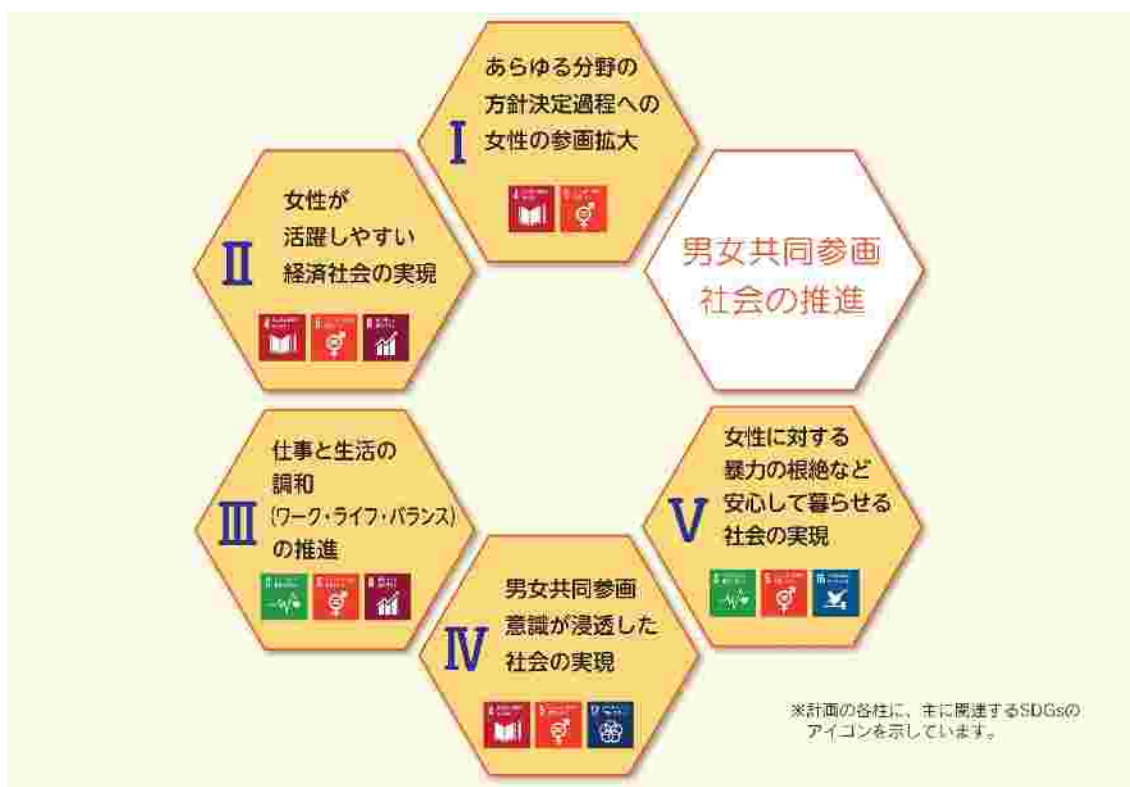 あらゆる分野の
方針決定過程への
女性の参画拡大
Ⅰ
女性が
活躍しやすい
経済社会の実現
Ⅱ
男女共同参画
社会の推進
仕事と生活の
調和
(ワーク・ライフ・バランス)
の推進
Ⅲ
男女共同参画
意識が浸透した
社会の実現
Ⅳ
女性に対する
暴力の根絶など
安心して暮らせる
社会の実現
Ⅴ
※計画の各柱に、主に関連するSDGsの
アイコンを示しています。